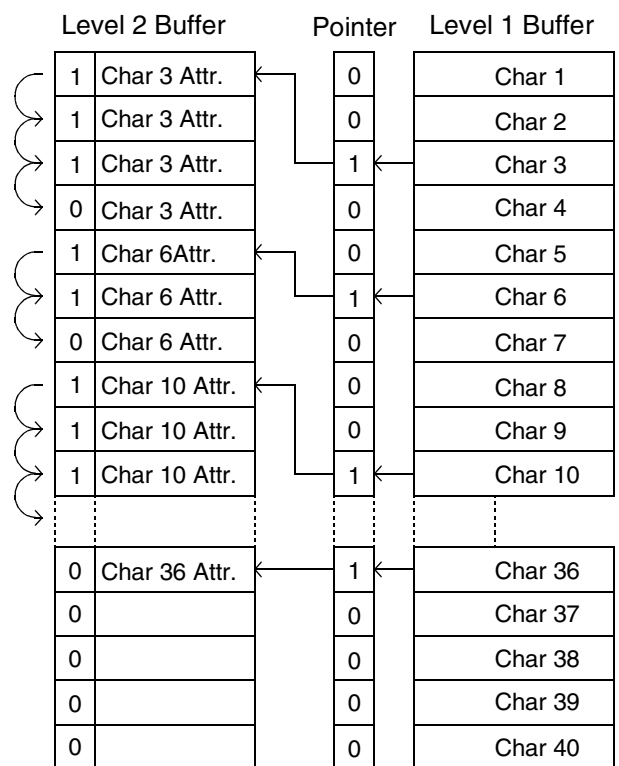 Level 2 Buffer Pointer Level 1 Buffer
1 Char 3 Attr. 0 Char 1
1 Char 3 Attr. 0 Char 2
1 Char 3 Attr. 1 Char 3
0 Char 3 Attr. 0 Char 4
1 Char 6Attr. 0 Char 5
1 Char 6 Attr. 1 Char 6
0 Char 6 Attr. 0 Char 7
1 Char 10 Attr. 0 Char 8
1 Char 10 Attr. 0 Char 9
1 Char 10 Attr. 1 Char 10
0 Char 36 Attr. 1 Char 36
0 0 Char 37
0 0 Char 38
0 0 Char 39
0 0 Char 40